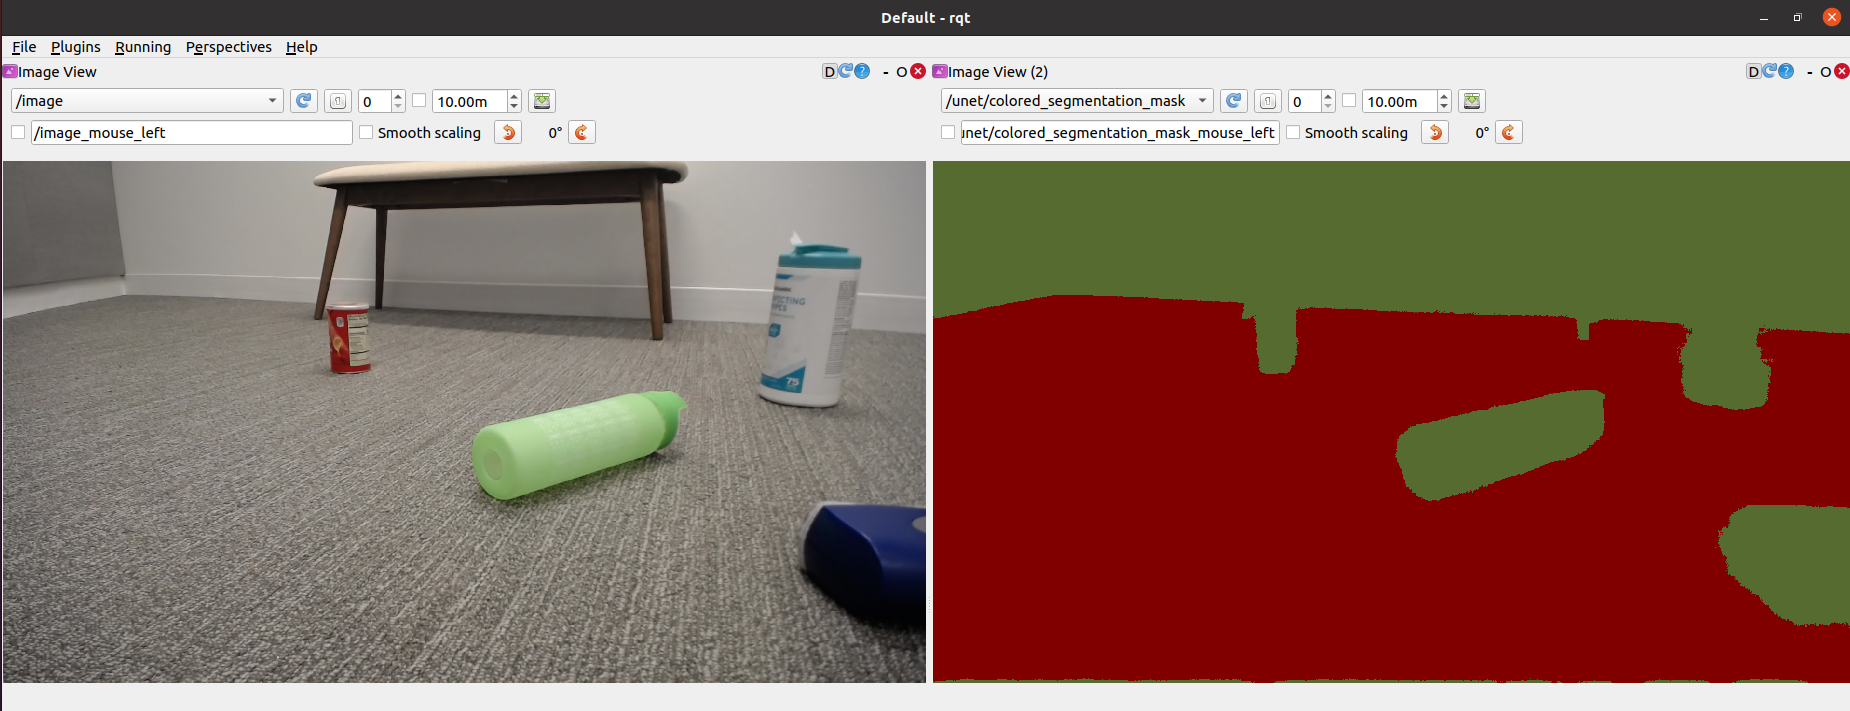 Default - rqt
File Plugins Running Perspectives Help
Image View
D - O
/image
0
10.00m
/image_mouse_left
Smooth scaling
0°
Image View (2)
D - O
/unet/colored_segmentation_mask
0
10.00m
unet/colored_segmentation_mask_mouse_left
Smooth scaling
0°
75